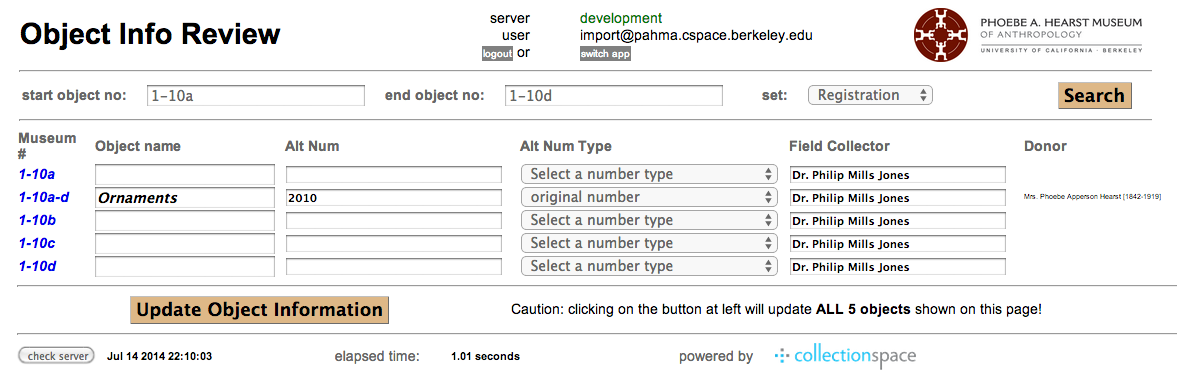 Object Info Review
server development
user import@pahma.cspace.berkeley.edu
logout or switch app
PHOEBE A. HEARST MUSEUM
OF ANTHROPOLOGY
UNIVERSITY OF CALIFORNIA · BERKELEY
start object no: 1-10a end object no: 1-10d set: Registration Search
Museum # Object name Alt Num Alt Num Type Field Collector Donor
1-10a Select a number type Dr. Philip Mills Jones
1-10a-d Ornaments 2010 original number Dr. Philip Mills Jones Mrs. Phoebe Apperson Hearst [1842-1919]
1-10b Select a number type Dr. Philip Mills Jones
1-10c Select a number type Dr. Philip Mills Jones
1-10d Select a number type Dr. Philip Mills Jones
Update Object Information Caution: clicking on the button at left will update ALL 5 objects shown on this page!
check server Jul 14 2014 22:10:03 elapsed time: 1.01 seconds powered by collectionspace